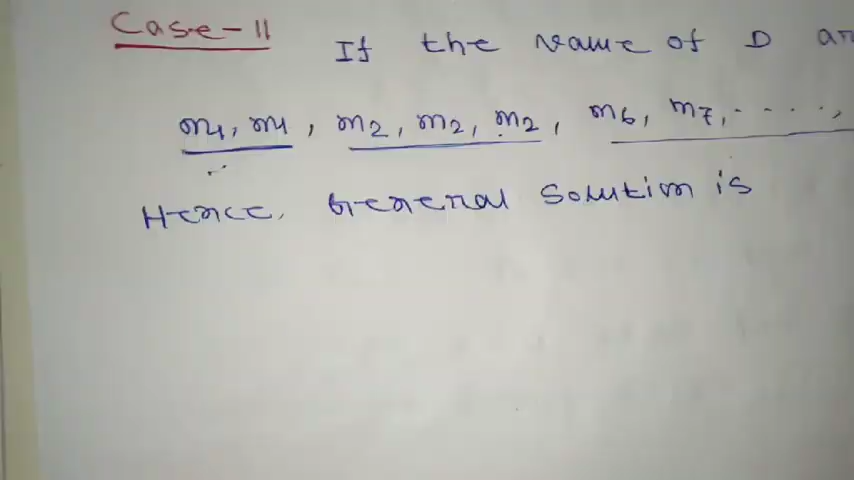 Case-II If the value of D ar
m1, m1, m2, m2, m2, m6, m7, .....,
Hence, General solution is